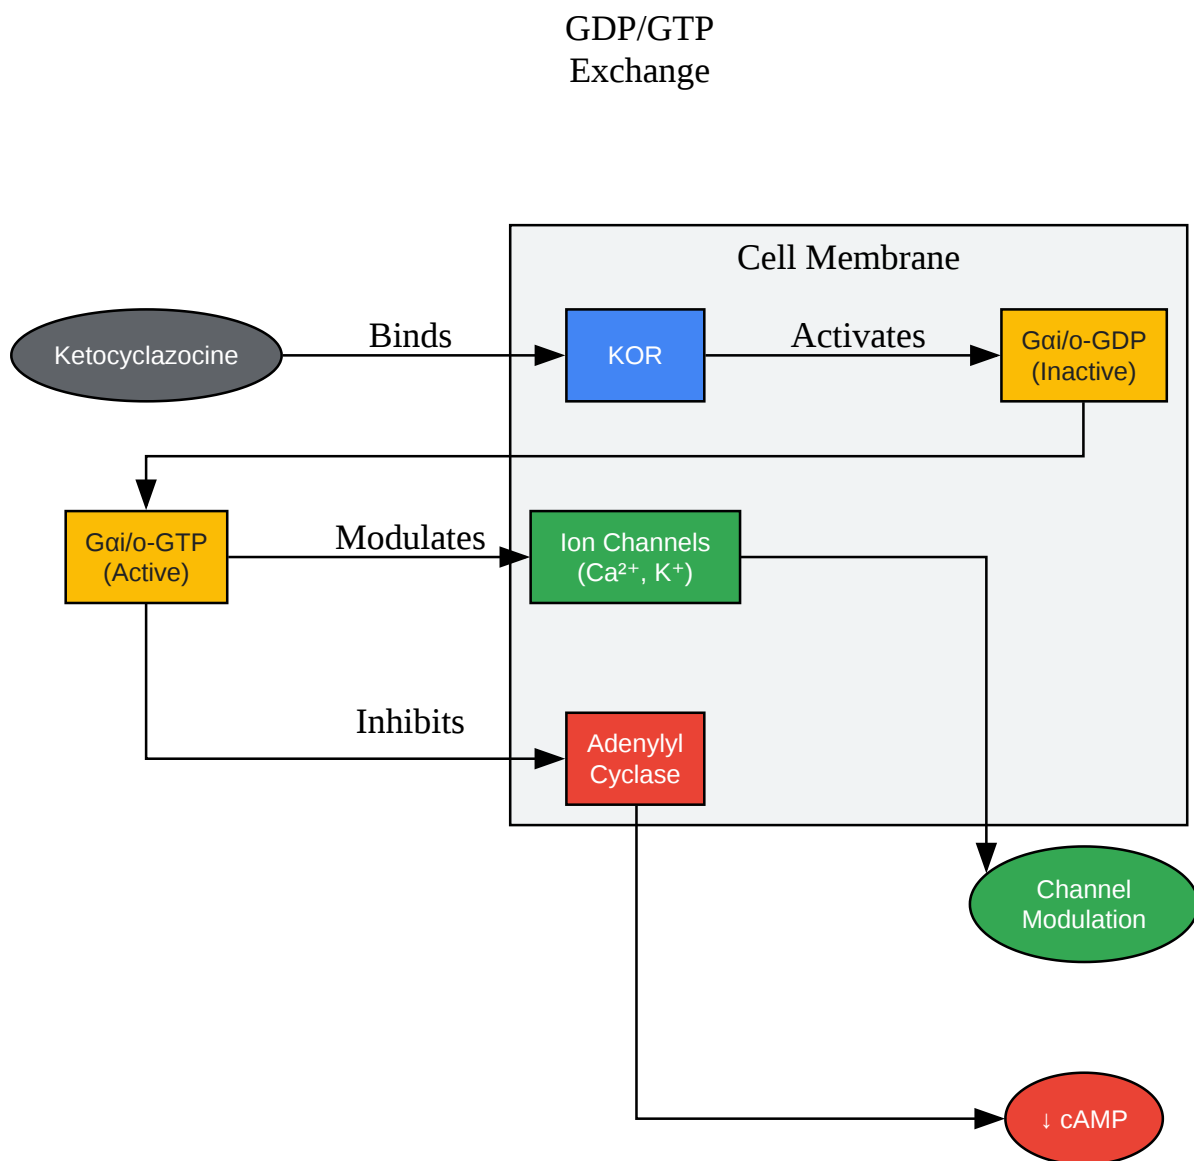 GDP/GTP
Exchange
Cell Membrane
Ketocyclazocine
Binds
KOR
Activates
Gαi/o-GDP
(Inactive)
Gαi/o-GTP
(Active)
Modulates
Ion Channels
(Ca²⁺, K⁺)
Inhibits
Adenylyl
Cyclase
Channel
Modulation
↓ cAMP